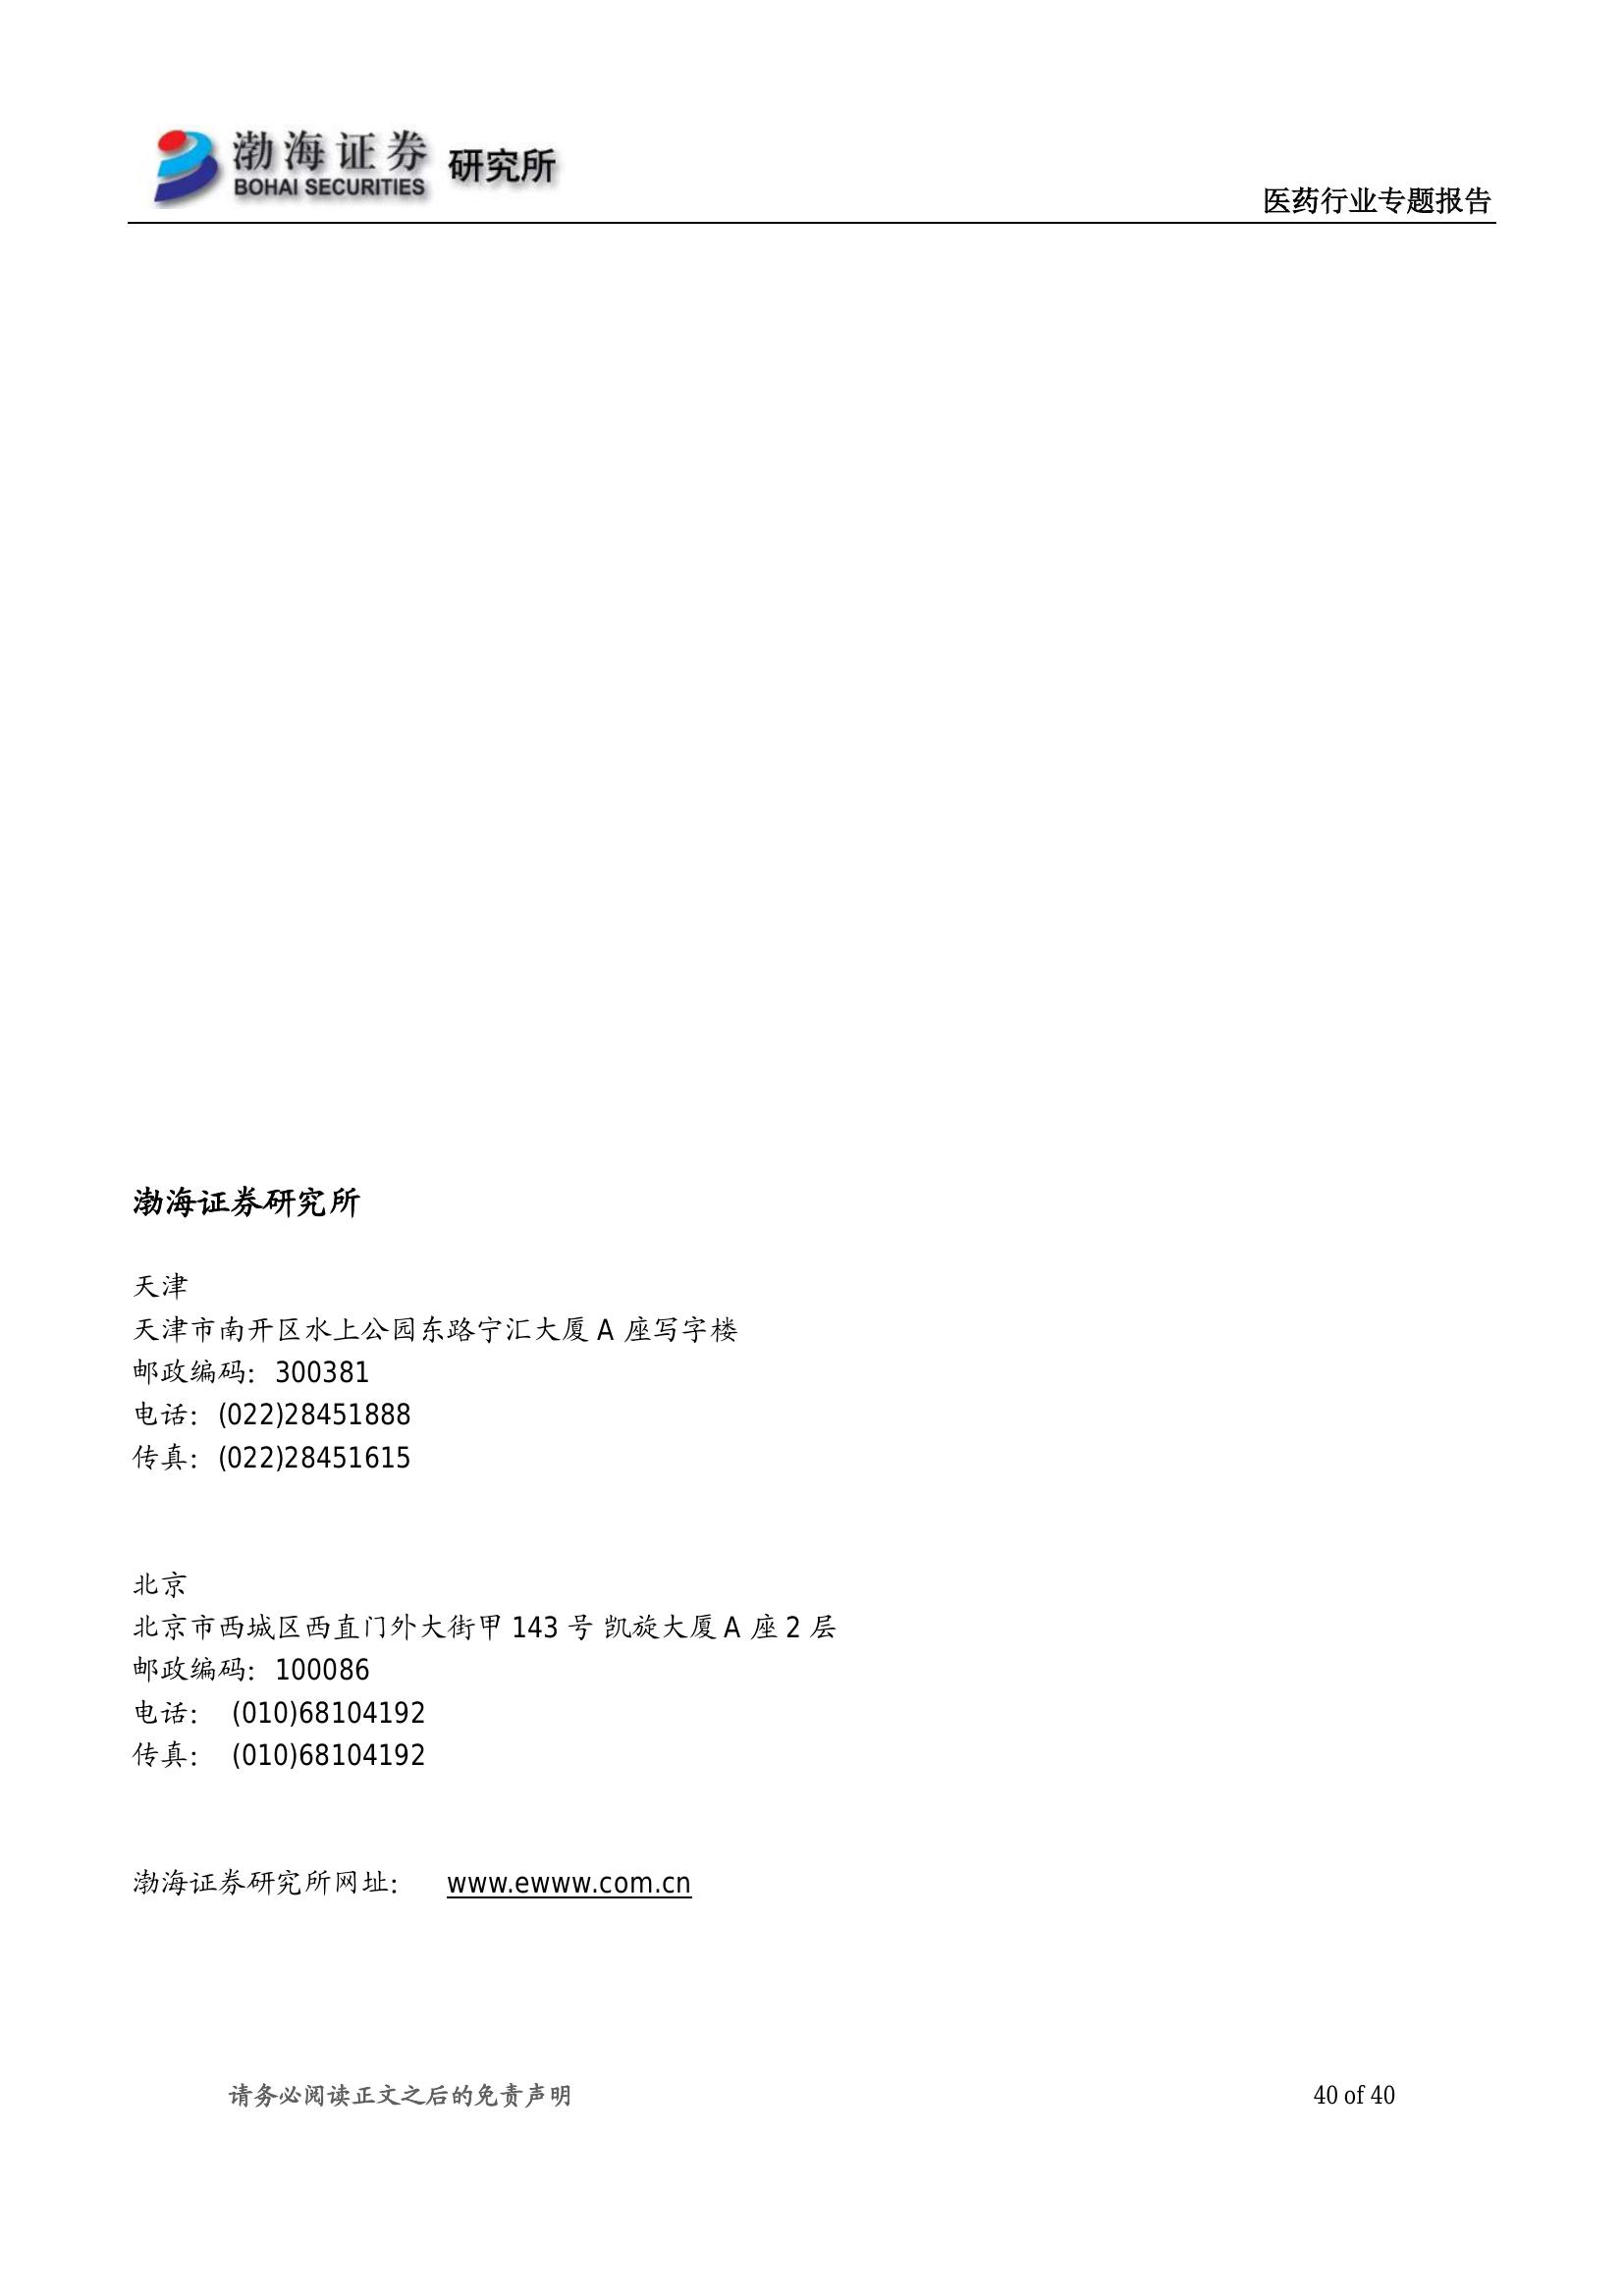 渤海证券 研究所
BOHAI SECURITIES
医药行业专题报告
渤海证券研究所
天津
天津市南开区水上公园东路宁汇大厦 A 座写字楼
邮政编码：300381
电话：(022)28451888
传真：(022)28451615
北京
北京市西城区西直门外大街甲 143 号 凯旋大厦 A 座 2 层
邮政编码：100086
电话： (010)68104192
传真： (010)68104192
渤海证券研究所网址： www.ewww.com.cn
请务必阅读正文之后的免责声明 40 of 40